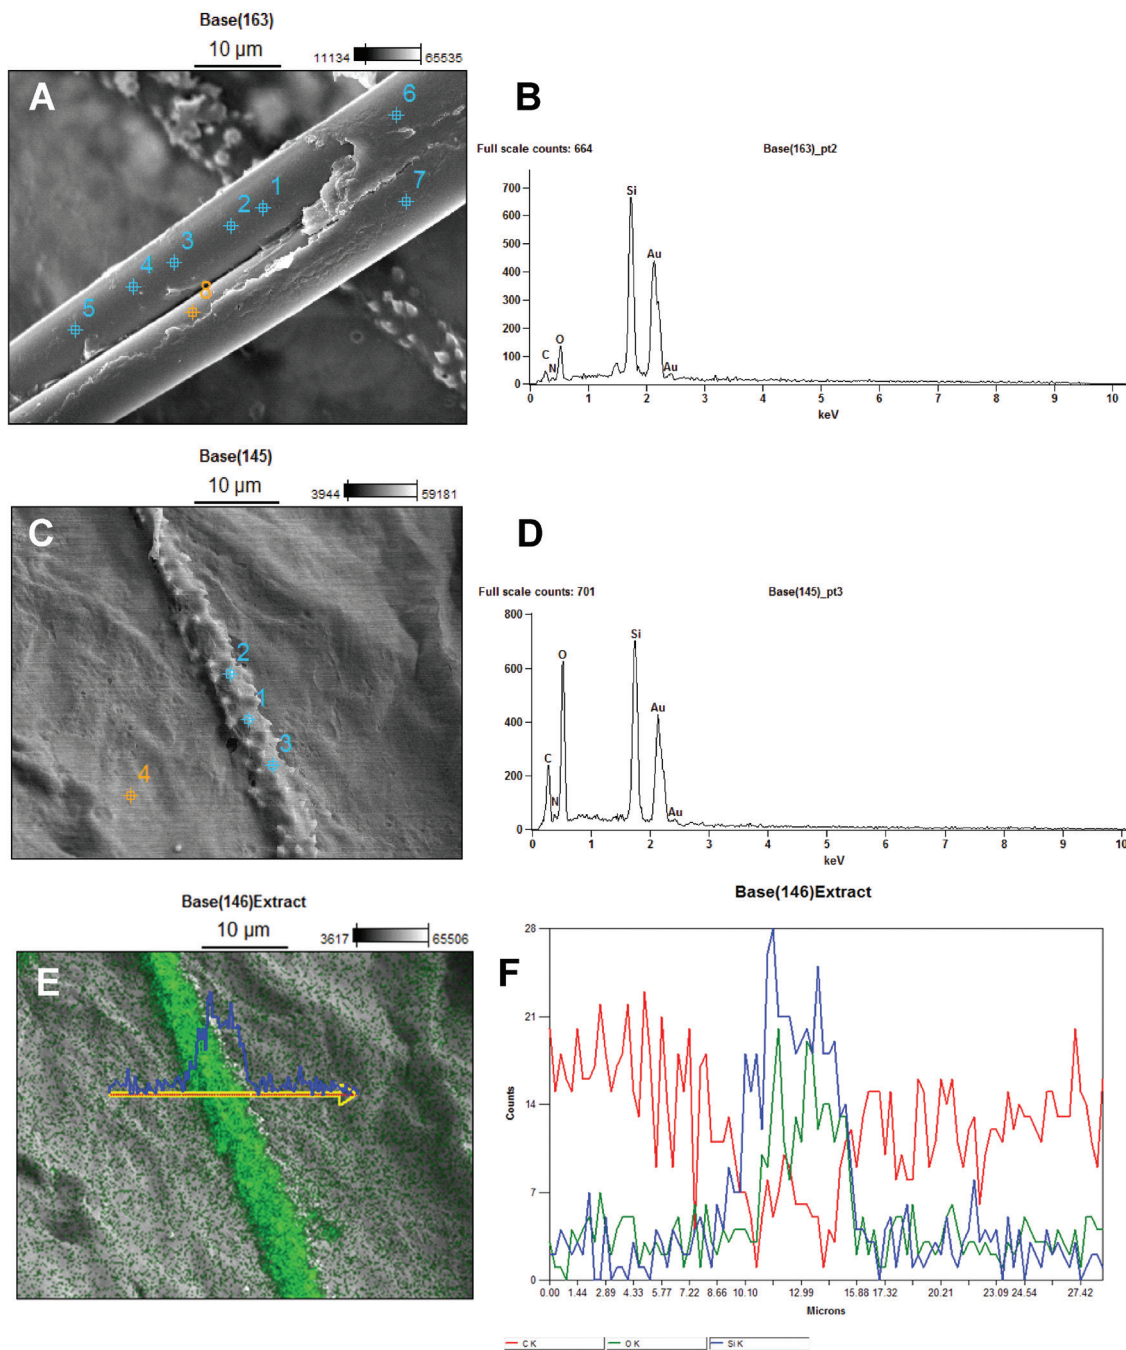 Base(163)
10 µm
11134 65535
A
1
2
3
4
5
6
7
8
B
Full scale counts: 664 Base(163)_pt2
700
600
500
400
300
200
100
0
Si
Au
O
C
N
Au
0 1 2 3 4 5 6 7 8 9 10
keV
Base(145)
10 µm
3944 59181
C
2
1
3
4
D
Full scale counts: 701 Base(145)_pt3
800
600
400
200
0
Si
O
Au
C
N
Au
0 1 2 3 4 5 6 7 8 9 10
keV
Base(146)Extract
10 µm
3617 65506
E
F
Base(146)Extract
28
21
14
7
0
Counts
0.00 1.44 2.89 4.33 5.77 7.22 8.66 10.10 12.99 15.88 17.32 20.21 23.09 24.54 27.42
Microns
C K O K Si K